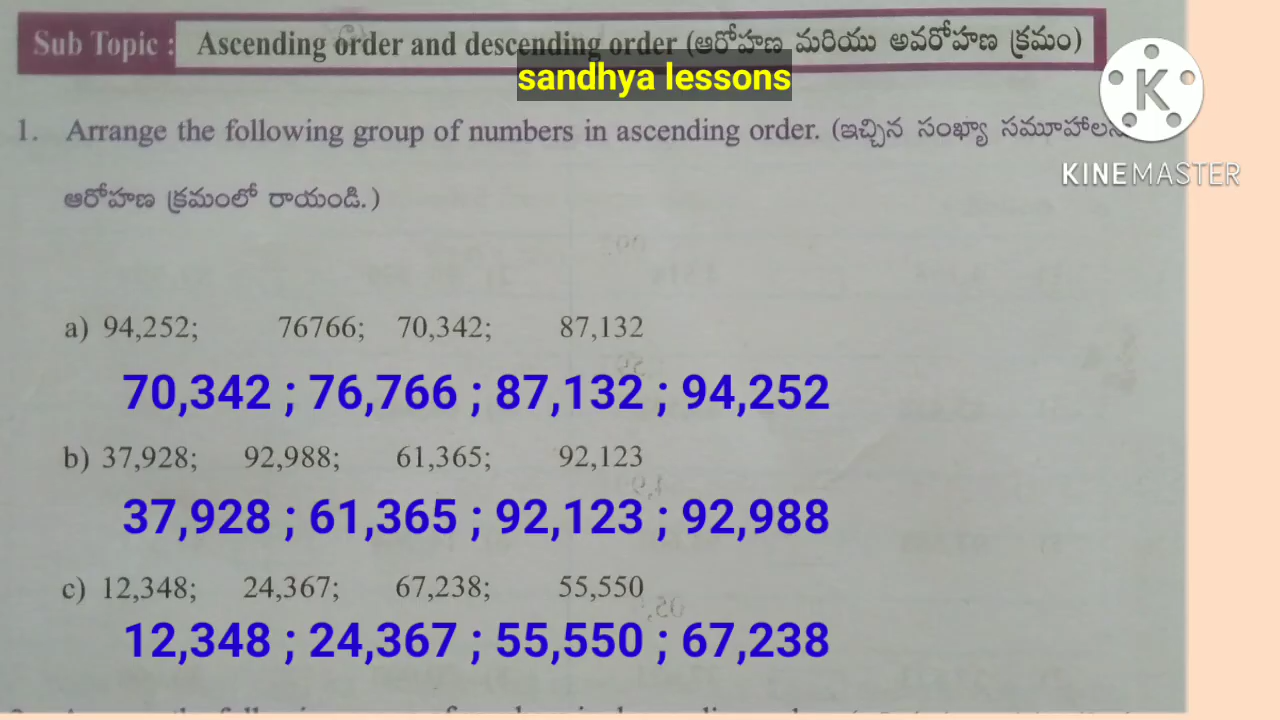 Sub Topic : Ascending order and descending order (ఆరోహణ మరియు అవరోహణ క్రమం)
sandhya lessons
K
KINEMASTER
1. Arrange the following group of numbers in ascending order. (ఇచ్చిన సంఖ్యా సమూహాలను
ఆరోహణ క్రమంలో రాయండి.)
a) 94,252; 76766; 70,342; 87,132
70,342 ; 76,766 ; 87,132 ; 94,252
b) 37,928; 92,988; 61,365; 92,123
37,928 ; 61,365 ; 92,123 ; 92,988
c) 12,348; 24,367; 67,238; 55,550
12,348 ; 24,367 ; 55,550 ; 67,238